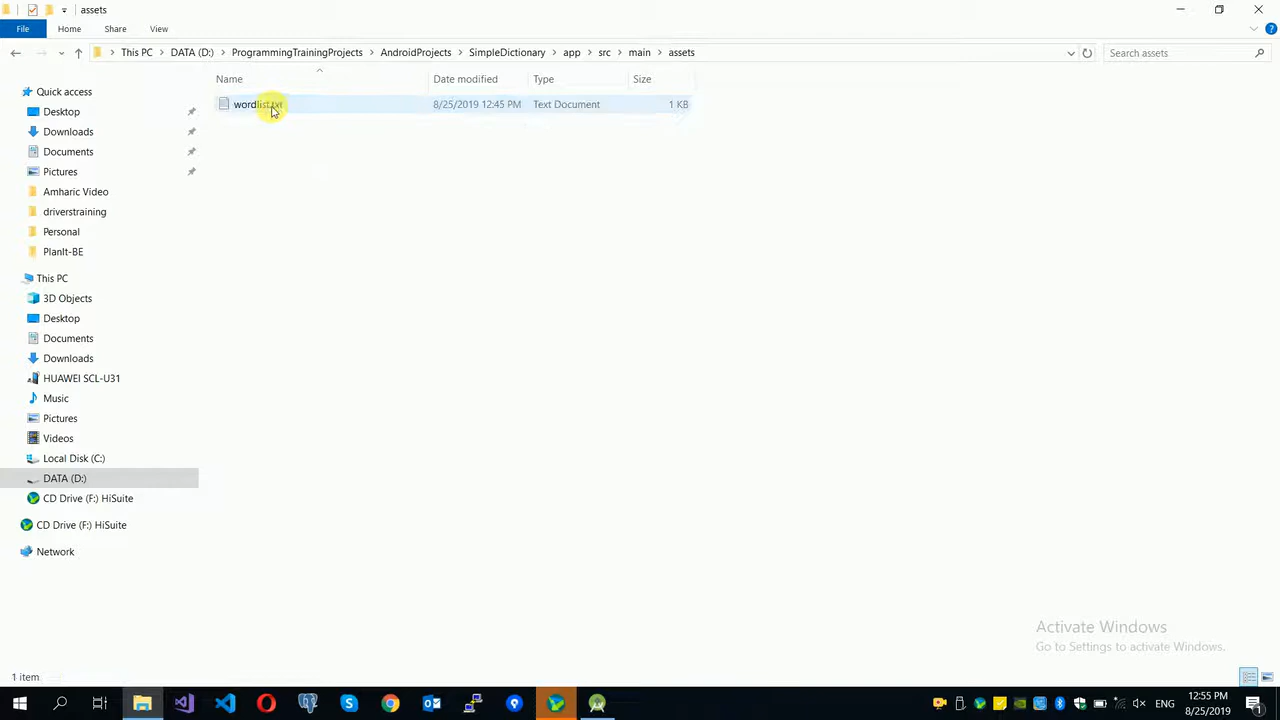 assets
File Home Share View
This PC DATA (D:) ProgrammingTrainingProjects AndroidProjects SimpleDictionary app src main assets
Search assets
Name Date modified Type Size
wordlist.txt 8/25/2019 12:45 PM Text Document 1 KB
Quick access
Desktop
Downloads
Documents
Pictures
Amharic Video
driverstraining
Personal
PlanIt-BE
This PC
3D Objects
Desktop
Documents
Downloads
HUAWEI SCL-U31
Music
Pictures
Videos
Local Disk (C:)
DATA (D:)
CD Drive (F:) HiSuite
CD Drive (F:) HiSuite
Network
Activate Windows
Go to Settings to activate Windows.
1 item
ENG
12:55 PM
8/25/2019